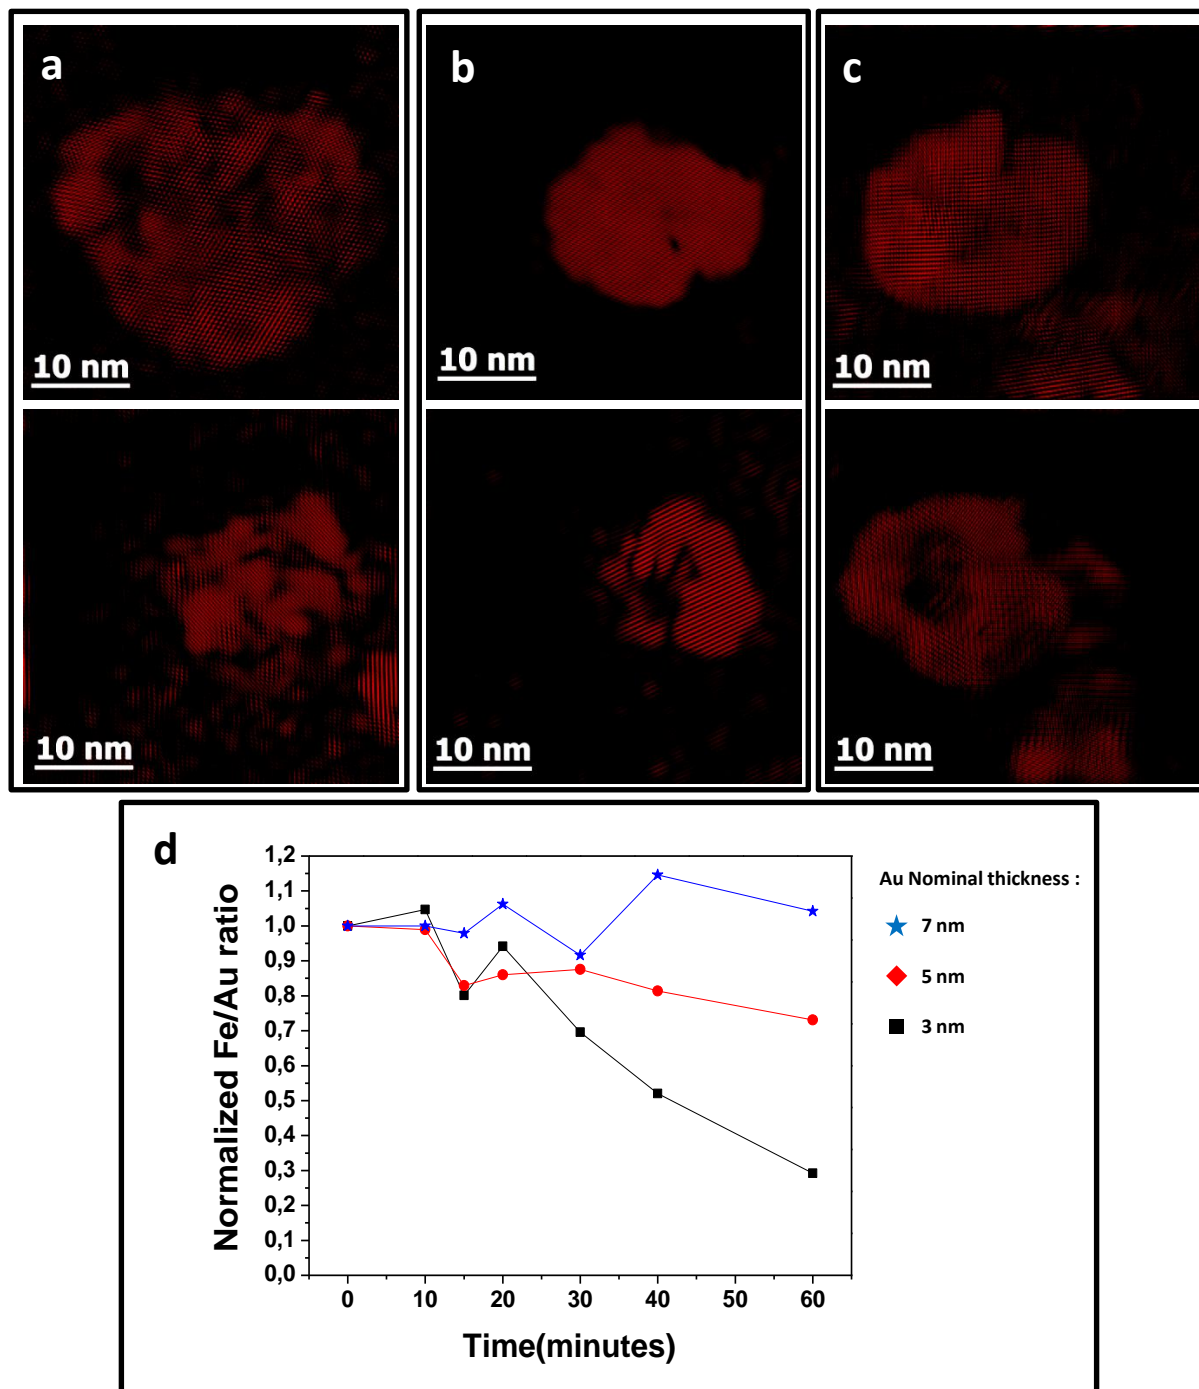 a
b
c
10 nm
10 nm
10 nm
10 nm
10 nm
10 nm
d
Normalized Fe/Au ratio
1,2
1,1
1,0
0,9
0,8
0,7
0,6
0,5
0,4
0,3
0,2
0,1
0,0
0 10 20 30 40 50 60
Time(minutes)
Au Nominal thickness :
7 nm
5 nm
3 nm